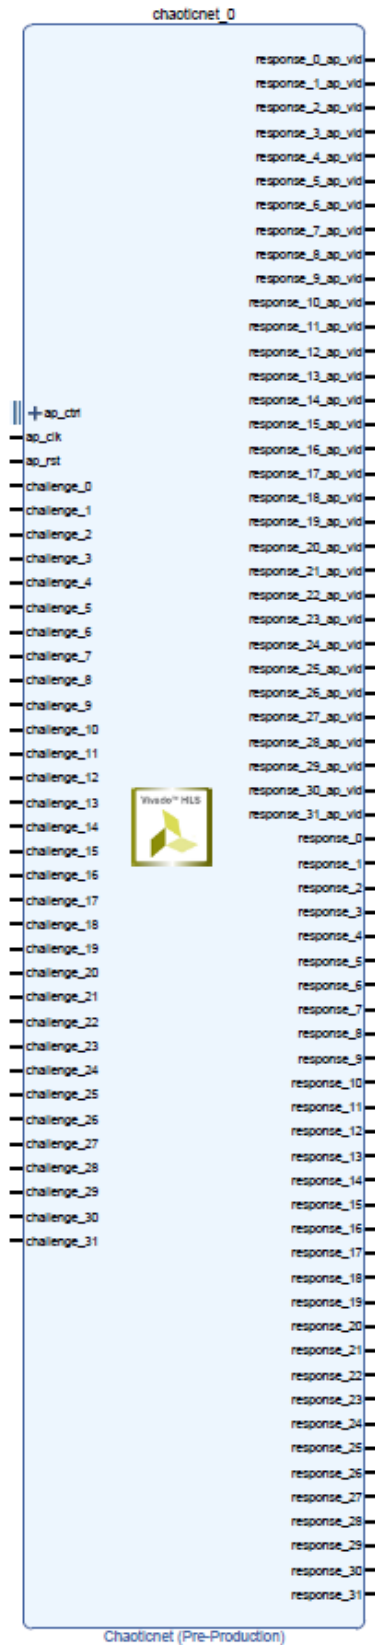 chaoticnet_0
response_0_ap_vld
response_1_ap_vld
response_2_ap_vld
response_3_ap_vld
response_4_ap_vld
response_5_ap_vld
response_6_ap_vld
response_7_ap_vld
response_8_ap_vld
response_9_ap_vld
response_10_ap_vld
response_11_ap_vld
response_12_ap_vld
response_13_ap_vld
response_14_ap_vld
response_15_ap_vld
response_16_ap_vld
response_17_ap_vld
response_18_ap_vld
response_19_ap_vld
response_20_ap_vld
response_21_ap_vld
response_22_ap_vld
response_23_ap_vld
response_24_ap_vld
response_25_ap_vld
response_26_ap_vld
response_27_ap_vld
response_28_ap_vld
response_29_ap_vld
response_30_ap_vld
response_31_ap_vld
response_0
response_1
response_2
response_3
response_4
response_5
response_6
response_7
response_8
response_9
response_10
response_11
response_12
response_13
response_14
response_15
response_16
response_17
response_18
response_19
response_20
response_21
response_22
response_23
response_24
response_25
response_26
response_27
response_28
response_29
response_30
response_31
ap_ctrl
ap_clk
ap_rst
challenge_0
challenge_1
challenge_2
challenge_3
challenge_4
challenge_5
challenge_6
challenge_7
challenge_8
challenge_9
challenge_10
challenge_11
challenge_12
challenge_13
challenge_14
challenge_15
challenge_16
challenge_17
challenge_18
challenge_19
challenge_20
challenge_21
challenge_22
challenge_23
challenge_24
challenge_25
challenge_26
challenge_27
challenge_28
challenge_29
challenge_30
challenge_31
Vivado™ HLS
Chaoticnet (Pre-Production)